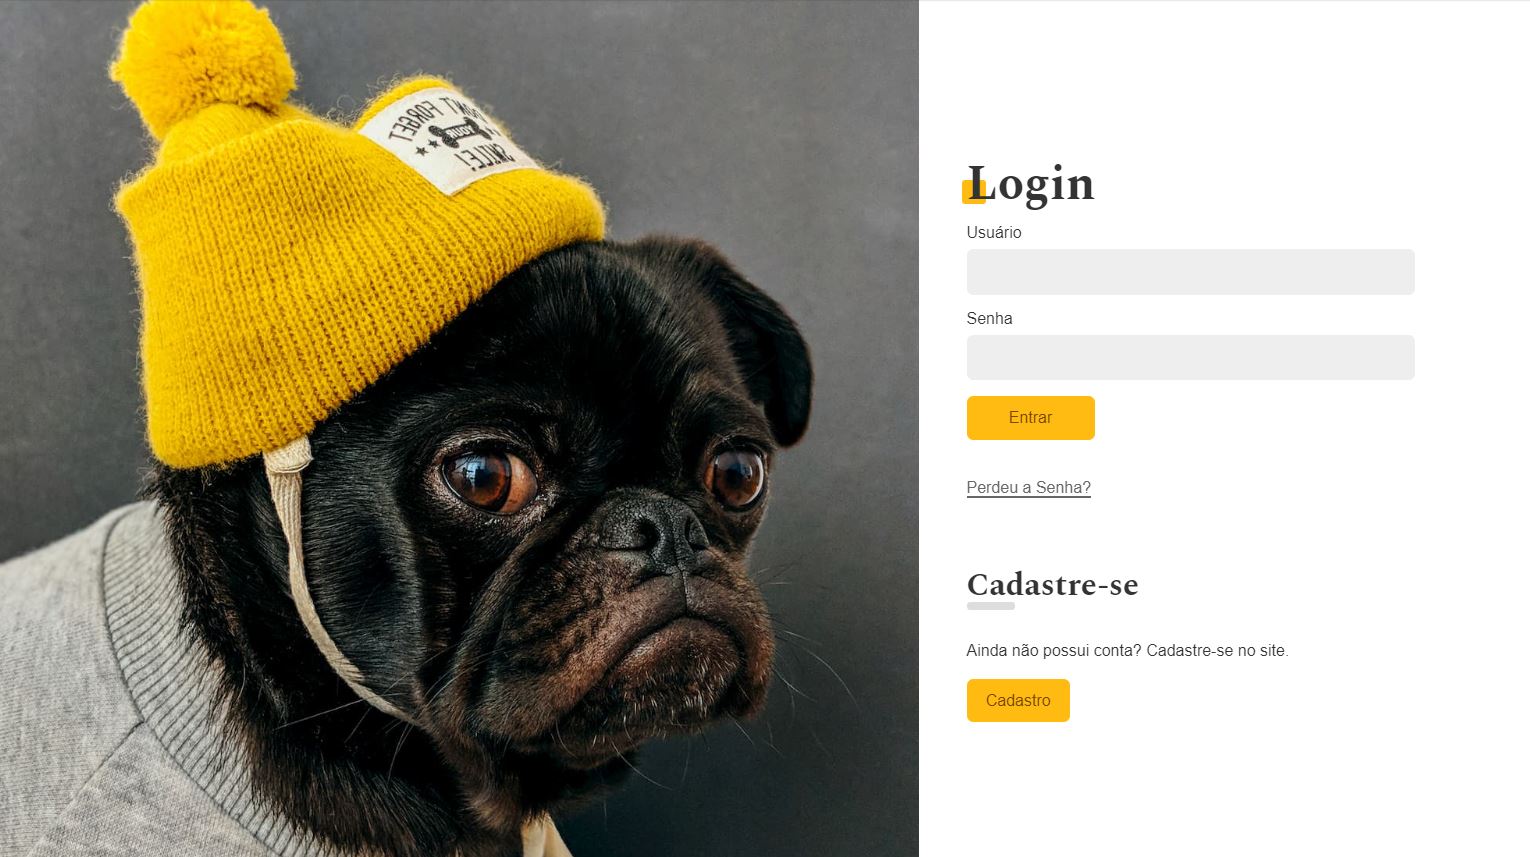 DON'T FORGET
YOUR
SMILE!
Login
Usuário
Senha
Entrar
Perdeu a Senha?
Cadastre-se
Ainda não possui conta? Cadastre-se no site.
Cadastro